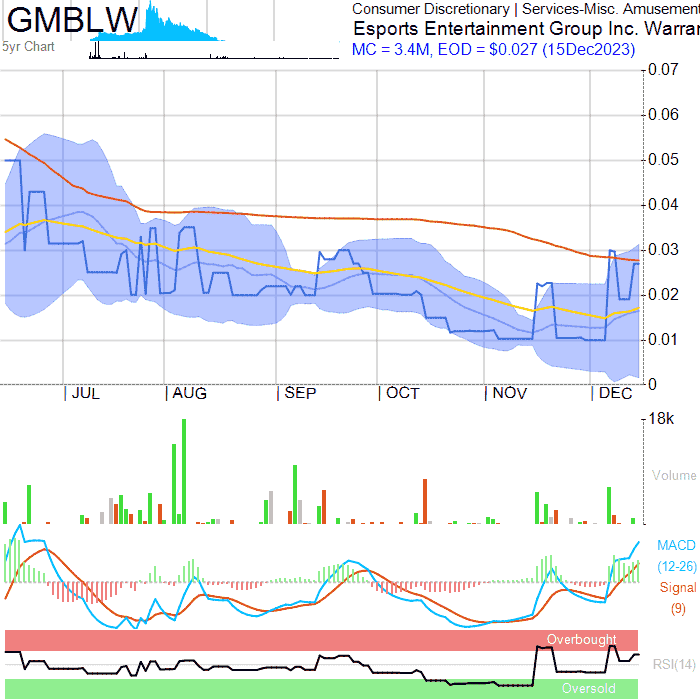 GMBLW
Consumer Discretionary | Services-Misc. Amusement
Esports Entertainment Group Inc. Warrar
MC = 3.4M, EOD = $0.027 (15Dec2023)
5yr Chart
0.07
0.06
0.05
0.04
0.03
0.02
0.01
0
JUL AUG SEP OCT NOV DEC
18k
Volume
MACD
(12-26)
Signal
(9)
Overbought
RSI(14)
Oversold